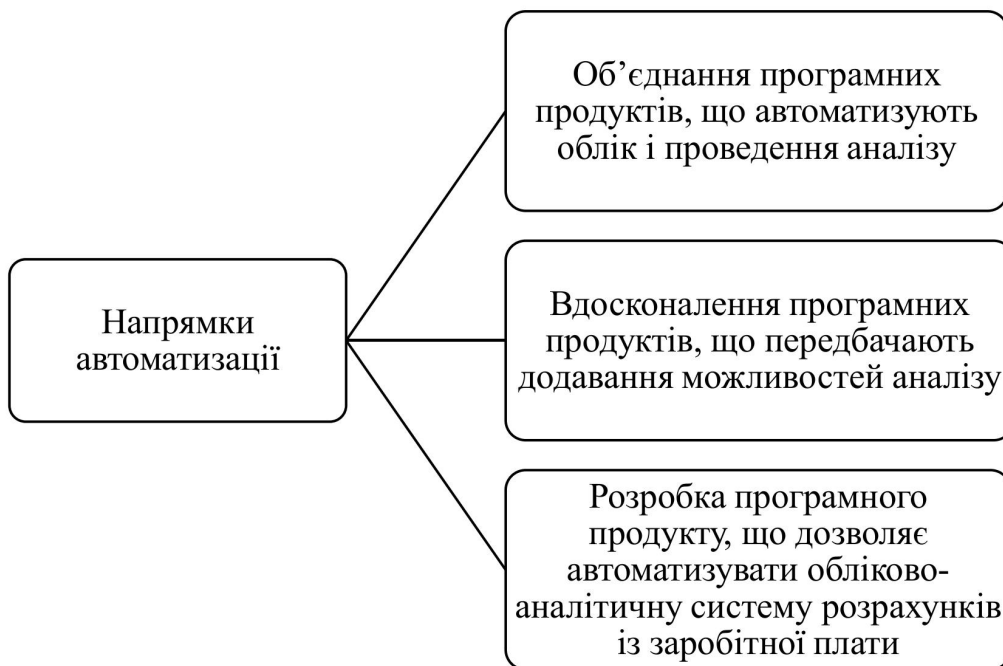 Об’єднання програмних
продуктів, що автоматизують
облік і проведення аналізу
Напрямки
автоматизації
Вдосконалення програмних
продуктів, що передбачають
додавання можливостей аналізу
Розробка програмного
продукту, що дозволяє
автоматизувати обліково-
аналітичну систему розрахунків
із заробітної плати